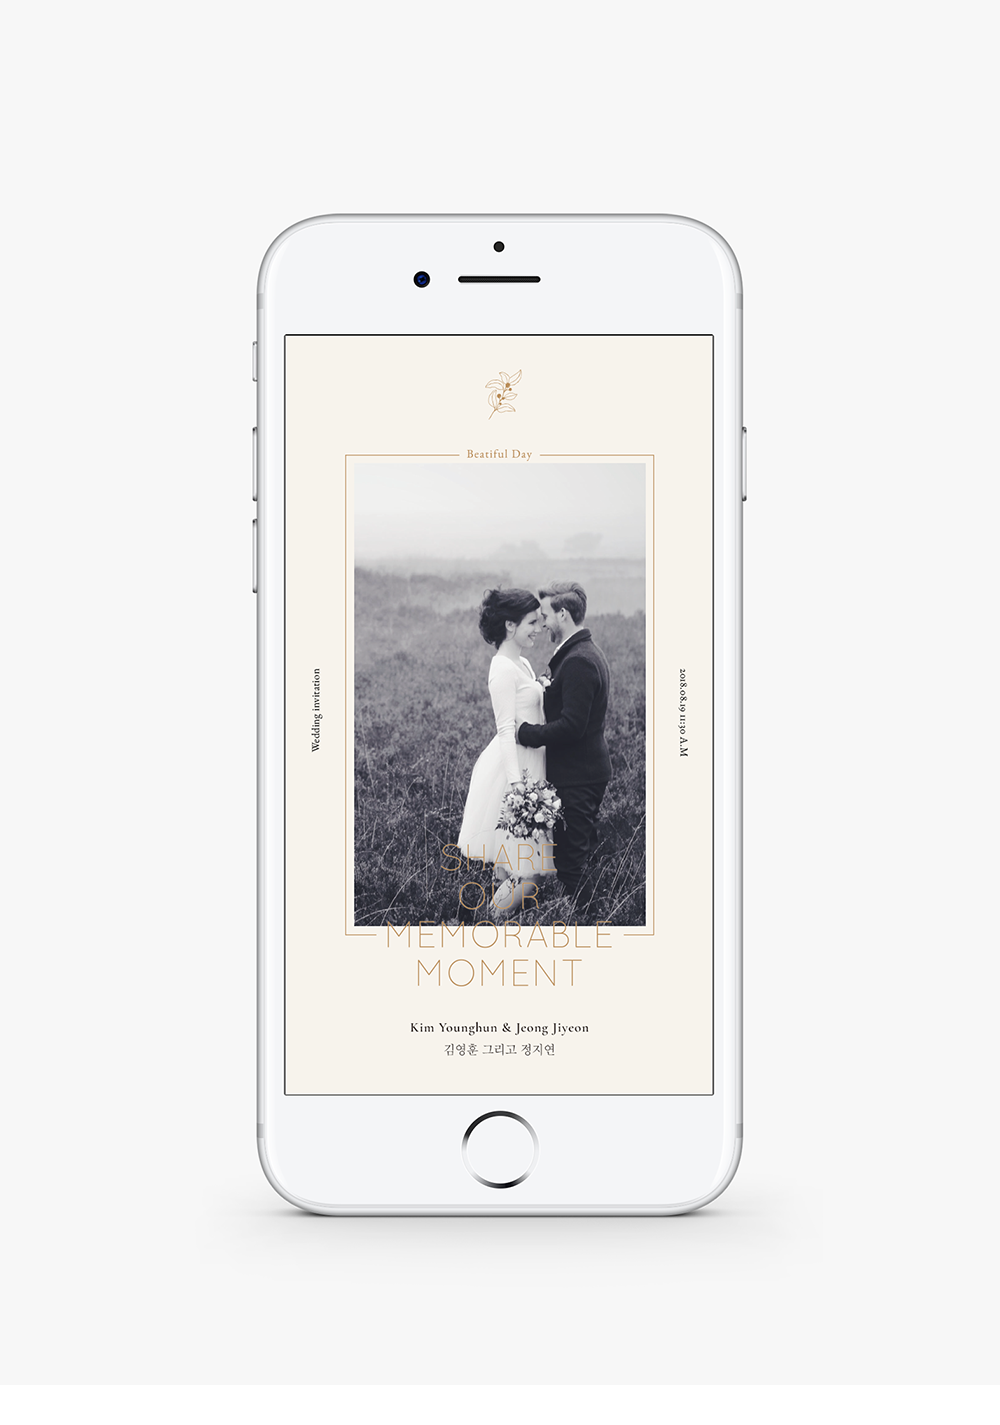 Beatiful Day
Wedding invitation
2018.08.19 11:30 A.M
SHARE
OUR
MEMORABLE
MOMENT
Kim Younghun & Jeong Jiyeon
김영훈 그리고 정지연